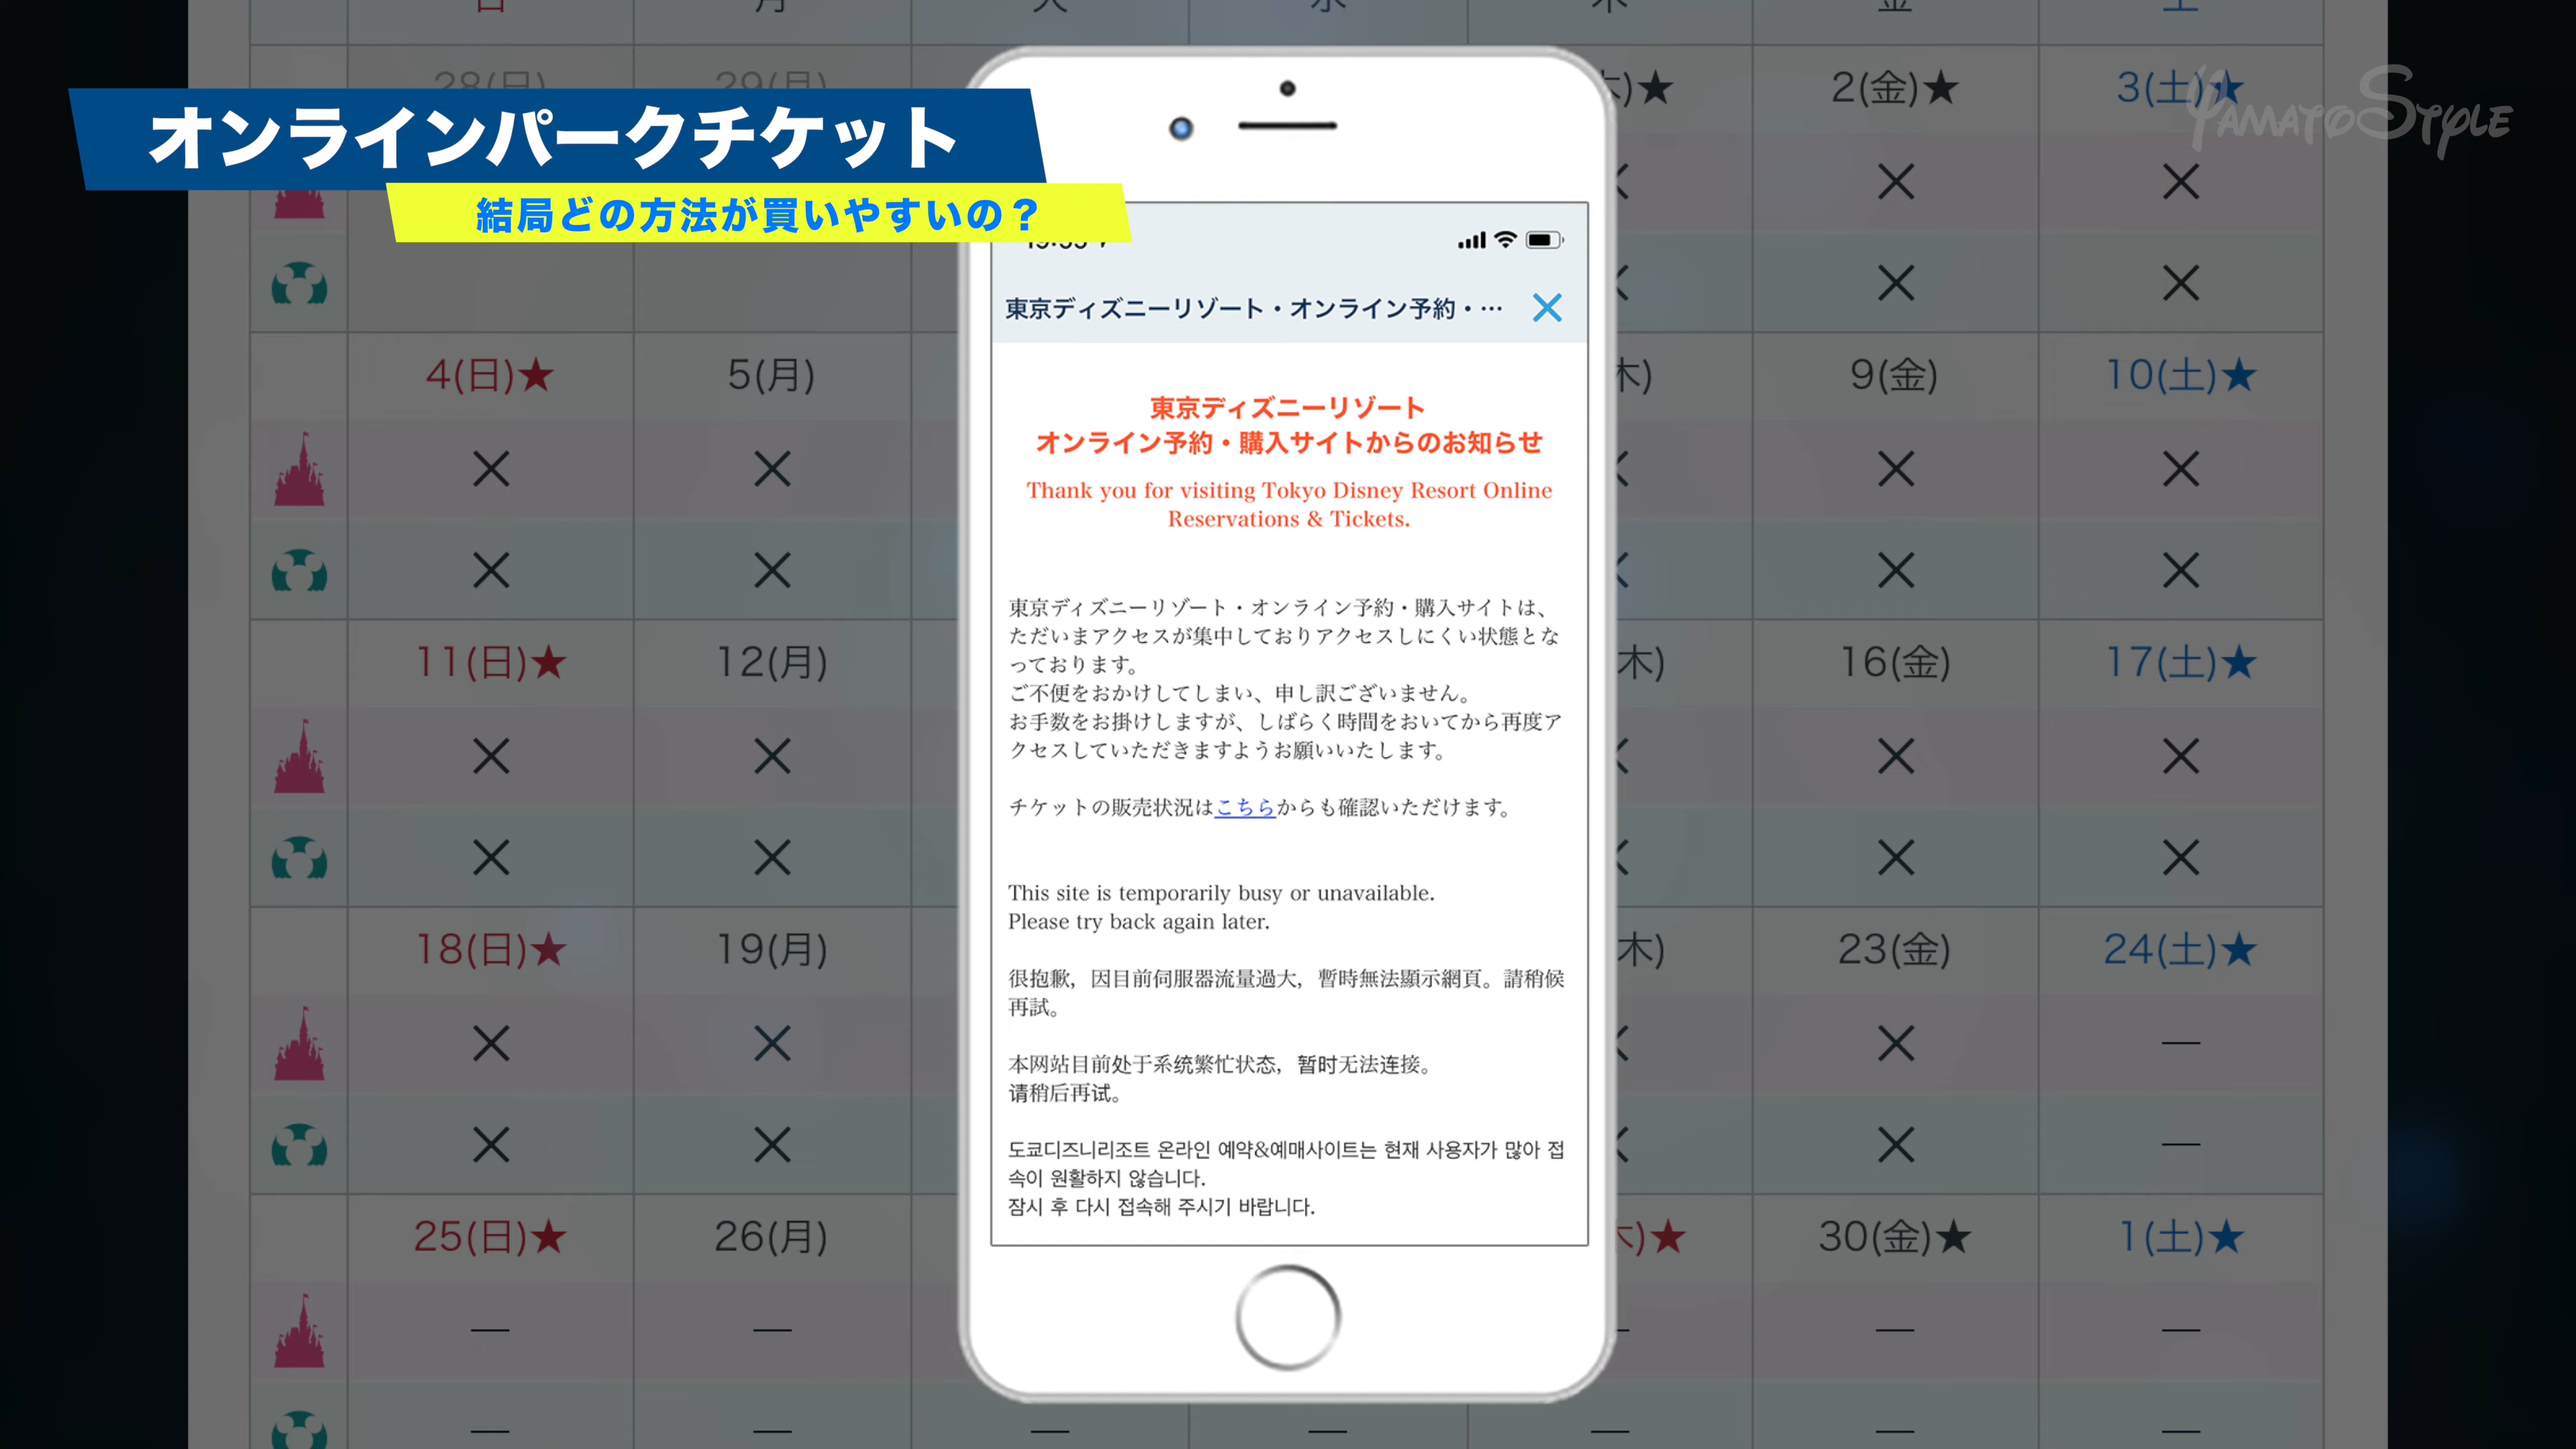 日 月 火 水 木 金 土
28(日) 29(月) 木)★ 2(金)★ 3(土)★
YAMATO STYLE
オンラインパークチケット
結局どの方法が買いやすいの？
東京ディズニーリゾート・オンライン予約・…
× × ×
× × ×
4(日)★ 5(月) 木) 9(金) 10(土)★
× × × × ×
× × × × ×
11(日)★ 12(月) 木) 16(金) 17(土)★
× × × × ×
× × × × ×
18(日)★ 19(月) 木) 23(金) 24(土)★
× × × × —
× × × × —
25(日)★ 26(月) 木)★ 30(金)★ 1(土)★
— — — — —
— — — — — — —
東京ディズニーリゾート
オンライン予約・購入サイトからのお知らせ
Thank you for visiting Tokyo Disney Resort Online
Reservations & Tickets.
東京ディズニーリゾート・オンライン予約・購入サイトは、
ただいまアクセスが集中しておりアクセスしにくい状態とな
っております。
ご不便をおかけしてしまい、申し訳ございません。
お手数をお掛けしますが、しばらく時間をおいてから再度ア
クセスしていただきますようお願いいたします。
チケットの販売状況はこちらからも確認いただけます。
This site is temporarily busy or unavailable.
Please try back again later.
很抱歉，因目前伺服器流量過大，暫時無法顯示網頁。請稍候
再試。
本网站目前处于系统繁忙状态，暂时无法连接。
请稍后再试。
도쿄디즈니리조트 온라인 예약&예매사이트는 현재 사용자가 많아 접
속이 원활하지 않습니다.
잠시 후 다시 접속해 주시기 바랍니다.